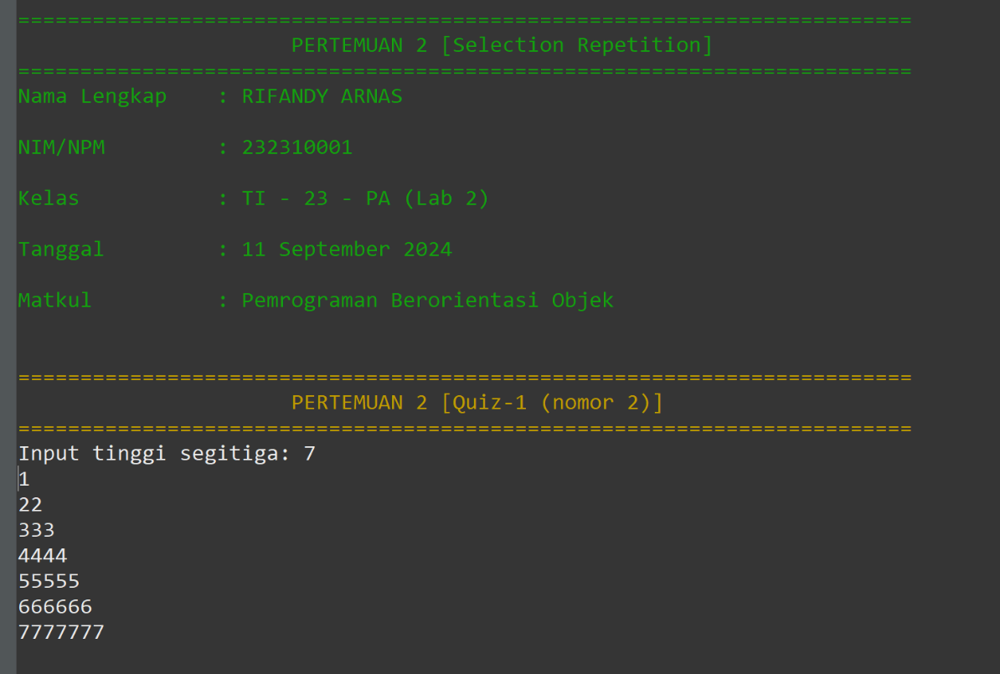 ========================================================================
PERTEMUAN 2 [Selection Repetition]
========================================================================
Nama Lengkap    : RIFANDY ARNAS
NIM/NPM         : 232310001
Kelas           : TI - 23 - PA (Lab 2)
Tanggal         : 11 September 2024
Matkul          : Pemrograman Berorientasi Objek
========================================================================
PERTEMUAN 2 [Quiz-1 (nomor 2)]
========================================================================
Input tinggi segitiga: 7
1
22
333
4444
55555
666666
7777777